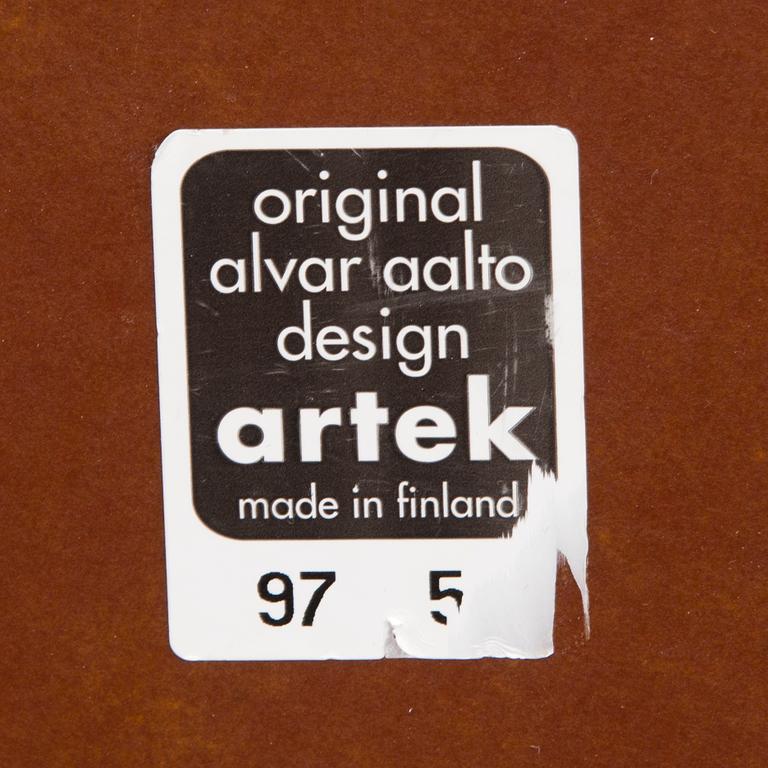 original
alvar aalto
design
artek
made in finland
97 5